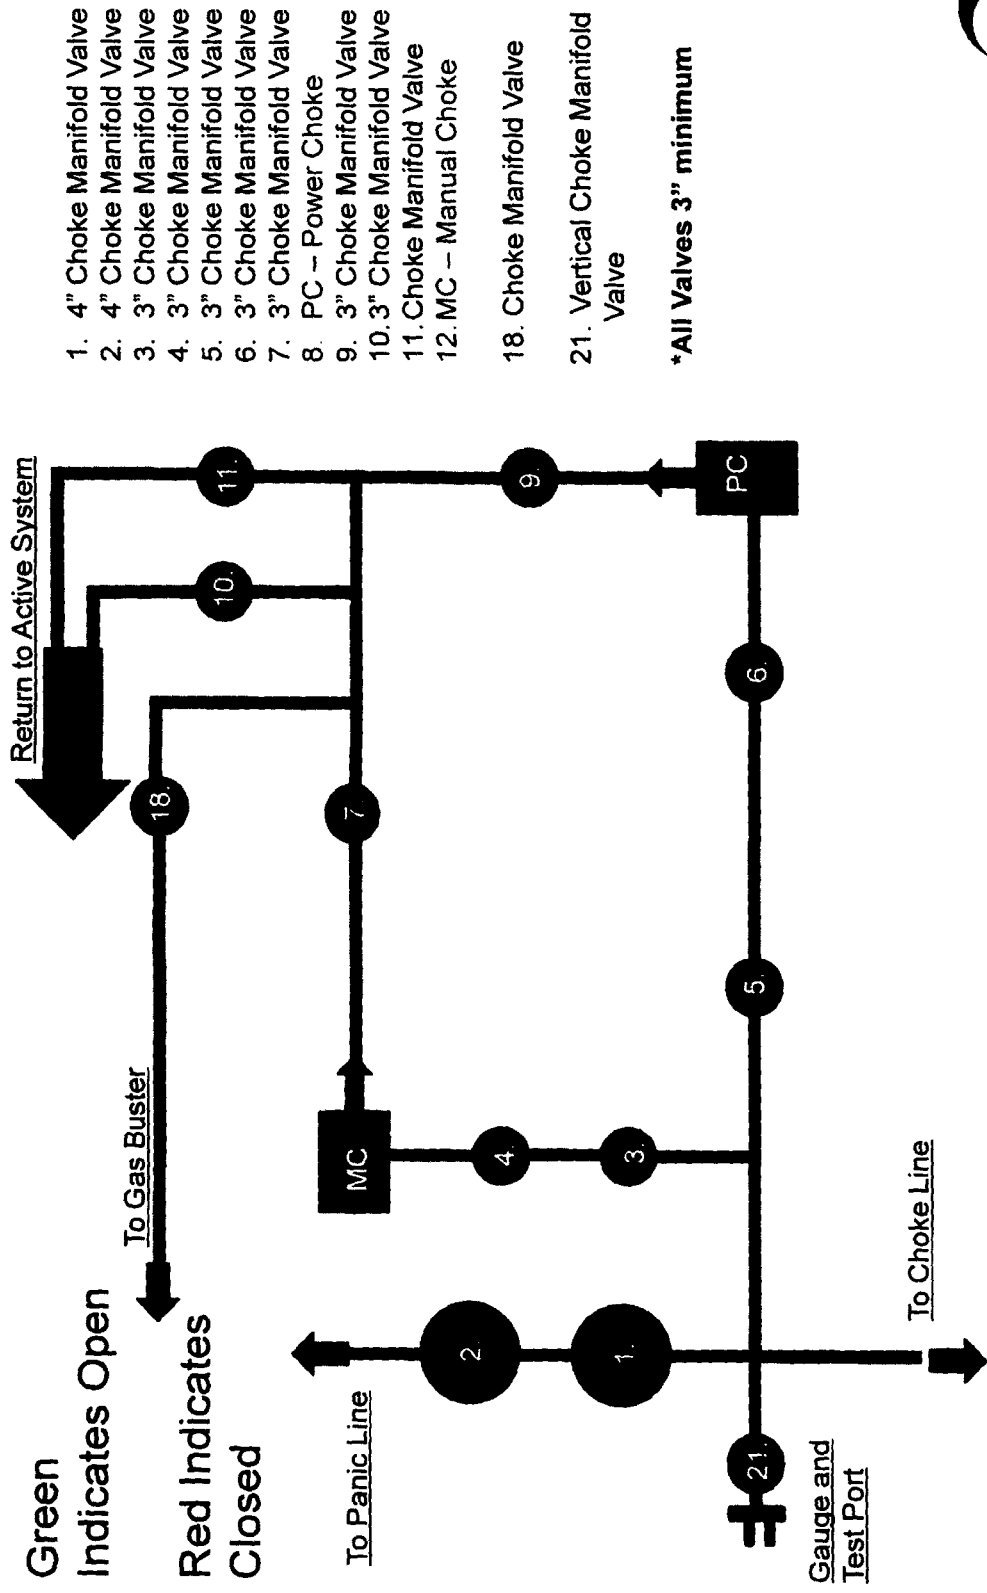 Green
Indicates Open
Red Indicates
Closed
To Panic Line
Gauge and
Test Port
To Gas Buster
To Choke Line
Return to Active System
21.
1.
2.
3.
4.
MC
5.
6.
7.
18.
PC
9.
10.
11.
1. 4” Choke Manifold Valve
2. 4” Choke Manifold Valve
3. 3” Choke Manifold Valve
4. 3” Choke Manifold Valve
5. 3” Choke Manifold Valve
6. 3” Choke Manifold Valve
7. 3” Choke Manifold Valve
8. PC – Power Choke
9. 3” Choke Manifold Valve
10. 3” Choke Manifold Valve
11. Choke Manifold Valve
12. MC – Manual Choke
18. Choke Manifold Valve
21. Vertical Choke Manifold
Valve
*All Valves 3” minimum